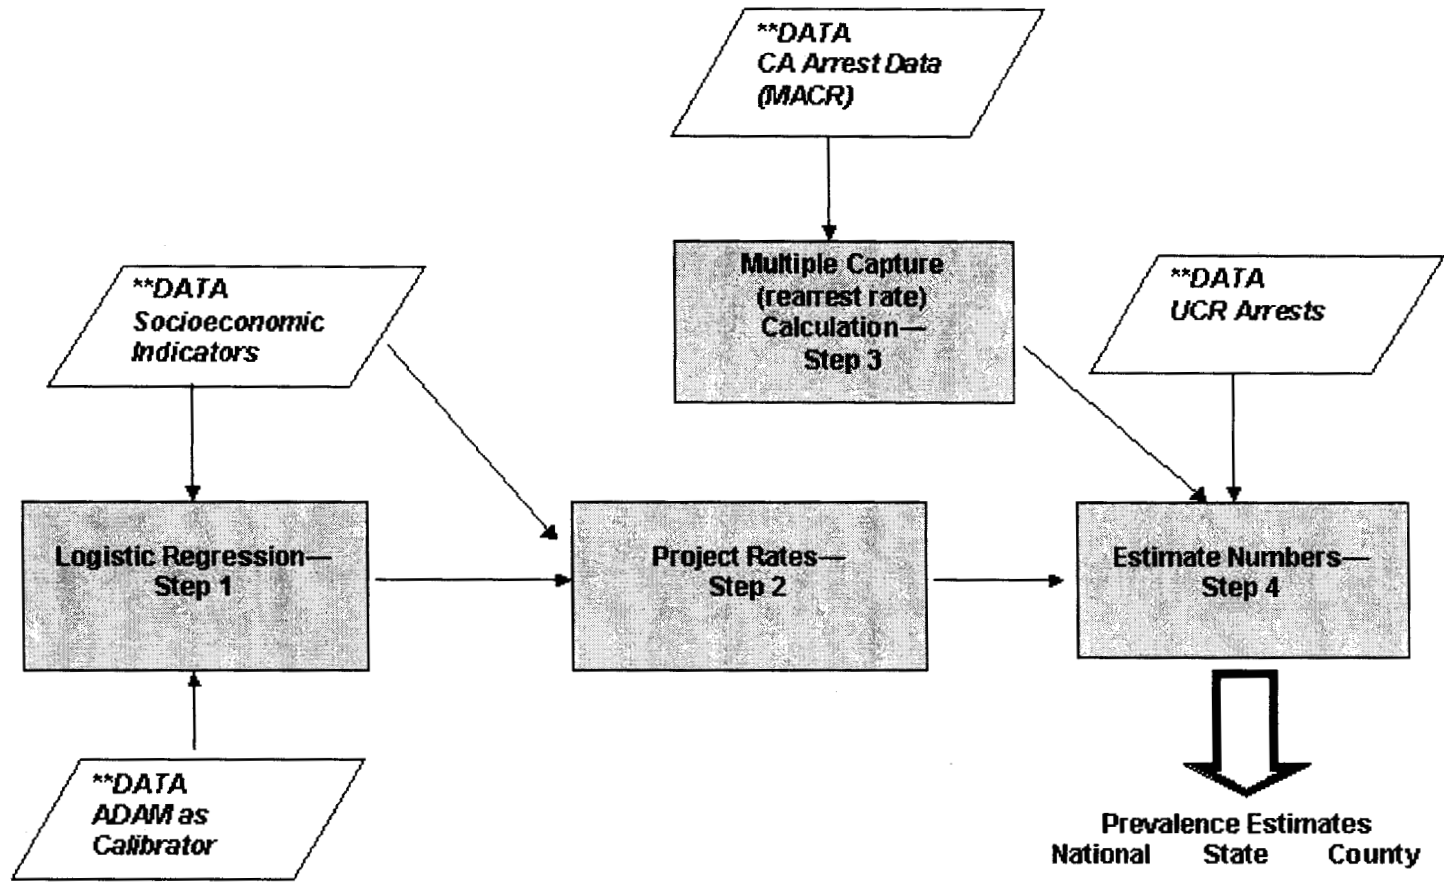 **DATA
CA Arrest Data
(MACR)
Multiple Capture
(rearrest rate)
Calculation—
Step 3
**DATA
UCR Arrests
**DATA
Socioeconomic
Indicators
Logistic Regression—
Step 1
Project Rates—
Step 2
Estimate Numbers—
Step 4
**DATA
ADAM as
Calibrator
Prevalence Estimates
National State County